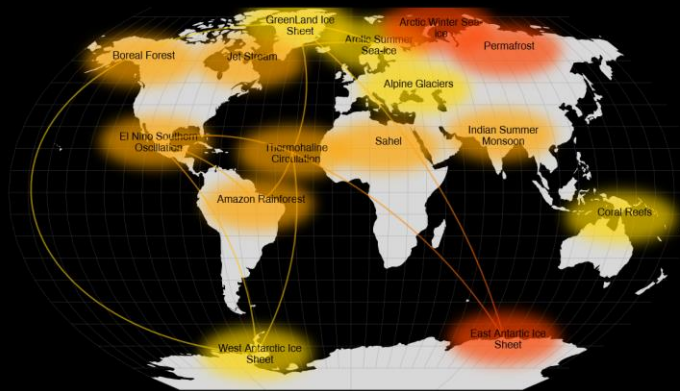 GreenLand Ice
Sheet
Arctic Winter Sea-
Ice
Arctic Summer
Sea-Ice
Permafrost
Boreal Forest
Jet Stream
Alpine Glaciers
El Nino Southern
Oscillation
Thermohaline
Circulation
Sahel
Indian Summer
Monsoon
Amazon Rainforest
Coral Reefs
West Antarctic Ice
Sheet
East Antartic Ice
Sheet